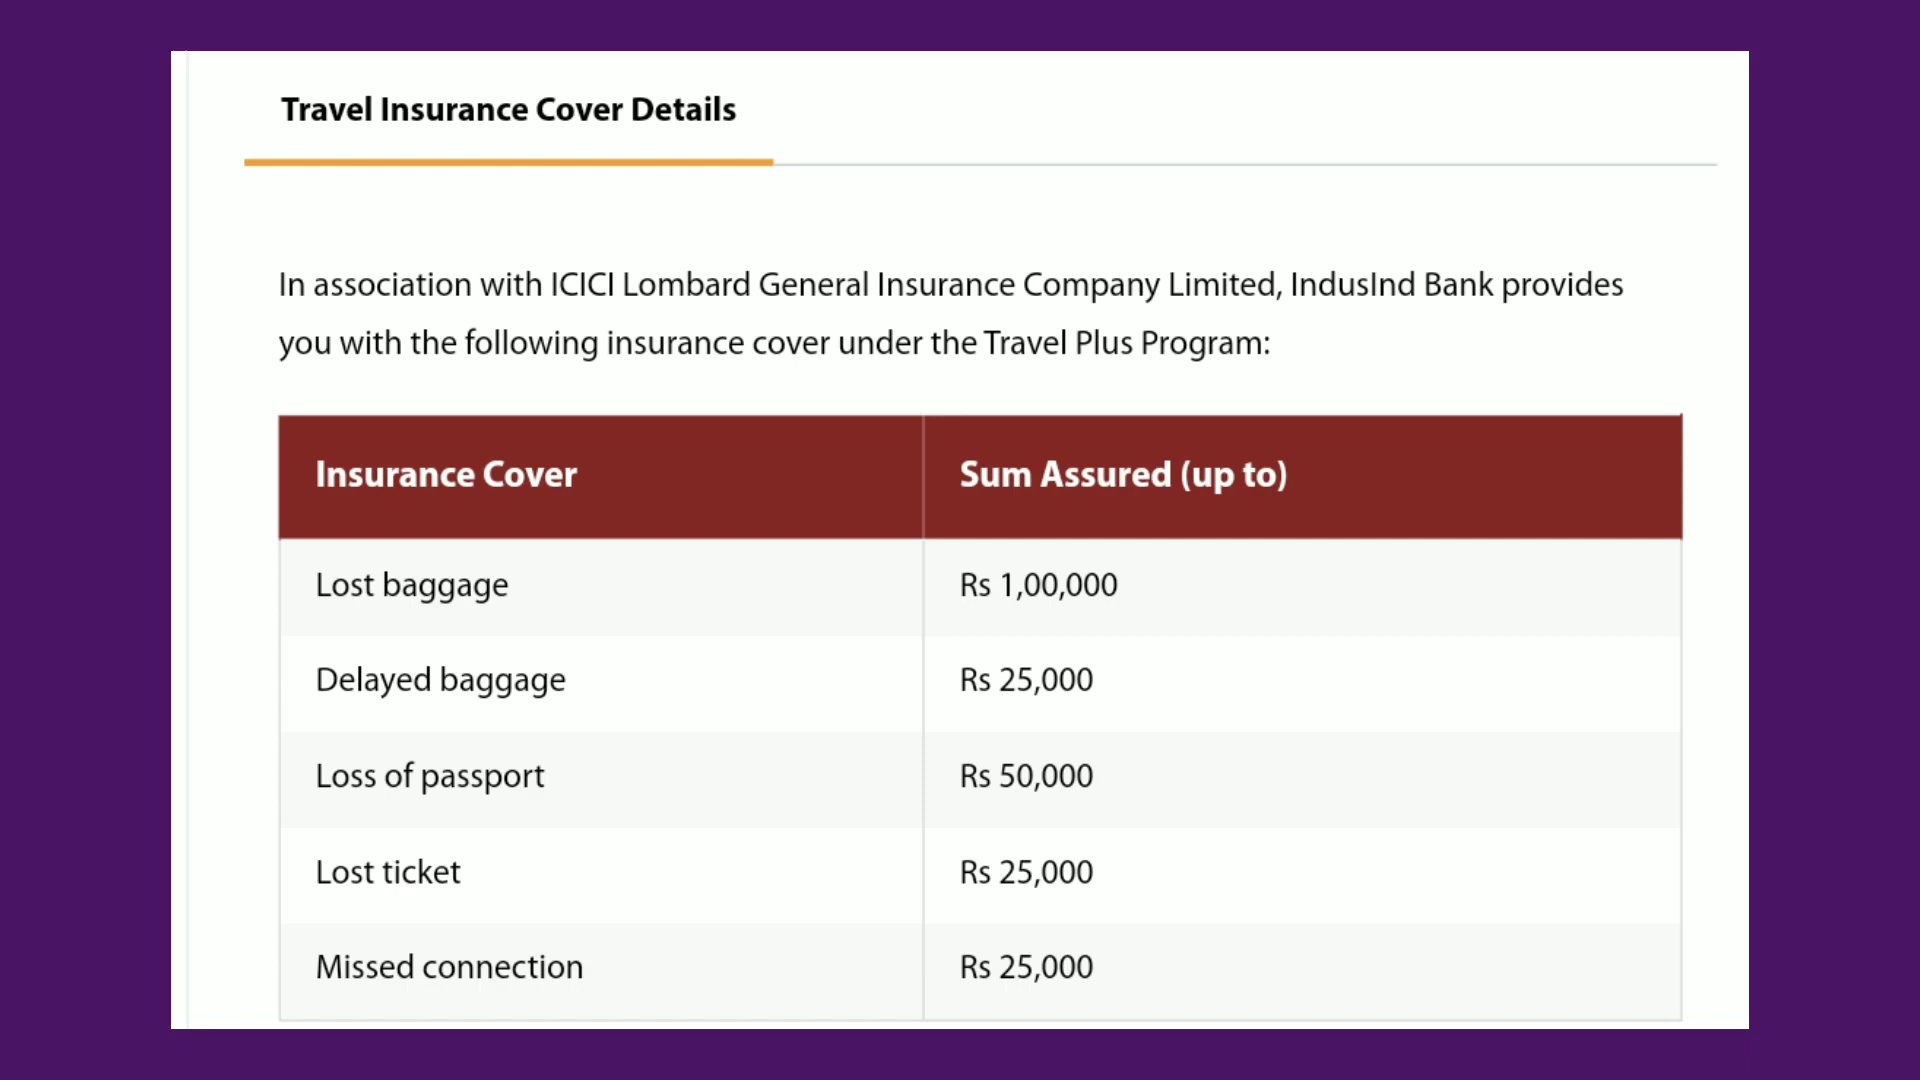 Travel Insurance Cover Details
In association with ICICI Lombard General Insurance Company Limited, IndusInd Bank provides
you with the following insurance cover under the Travel Plus Program:
Insurance Cover Sum Assured (up to)
Lost baggage Rs 1,00,000
Delayed baggage Rs 25,000
Loss of passport Rs 50,000
Lost ticket Rs 25,000
Missed connection Rs 25,000